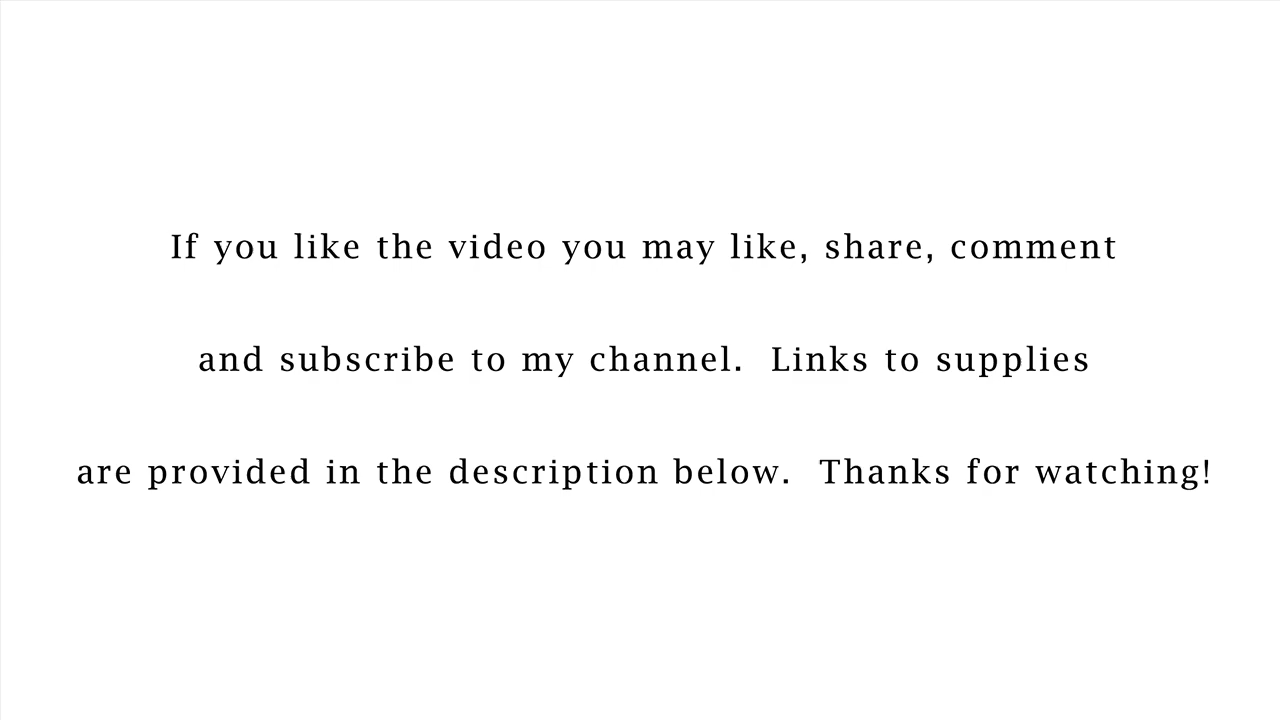 If you like the video you may like, share, comment
and subscribe to my channel.  Links to supplies
are provided in the description below.  Thanks for watching!